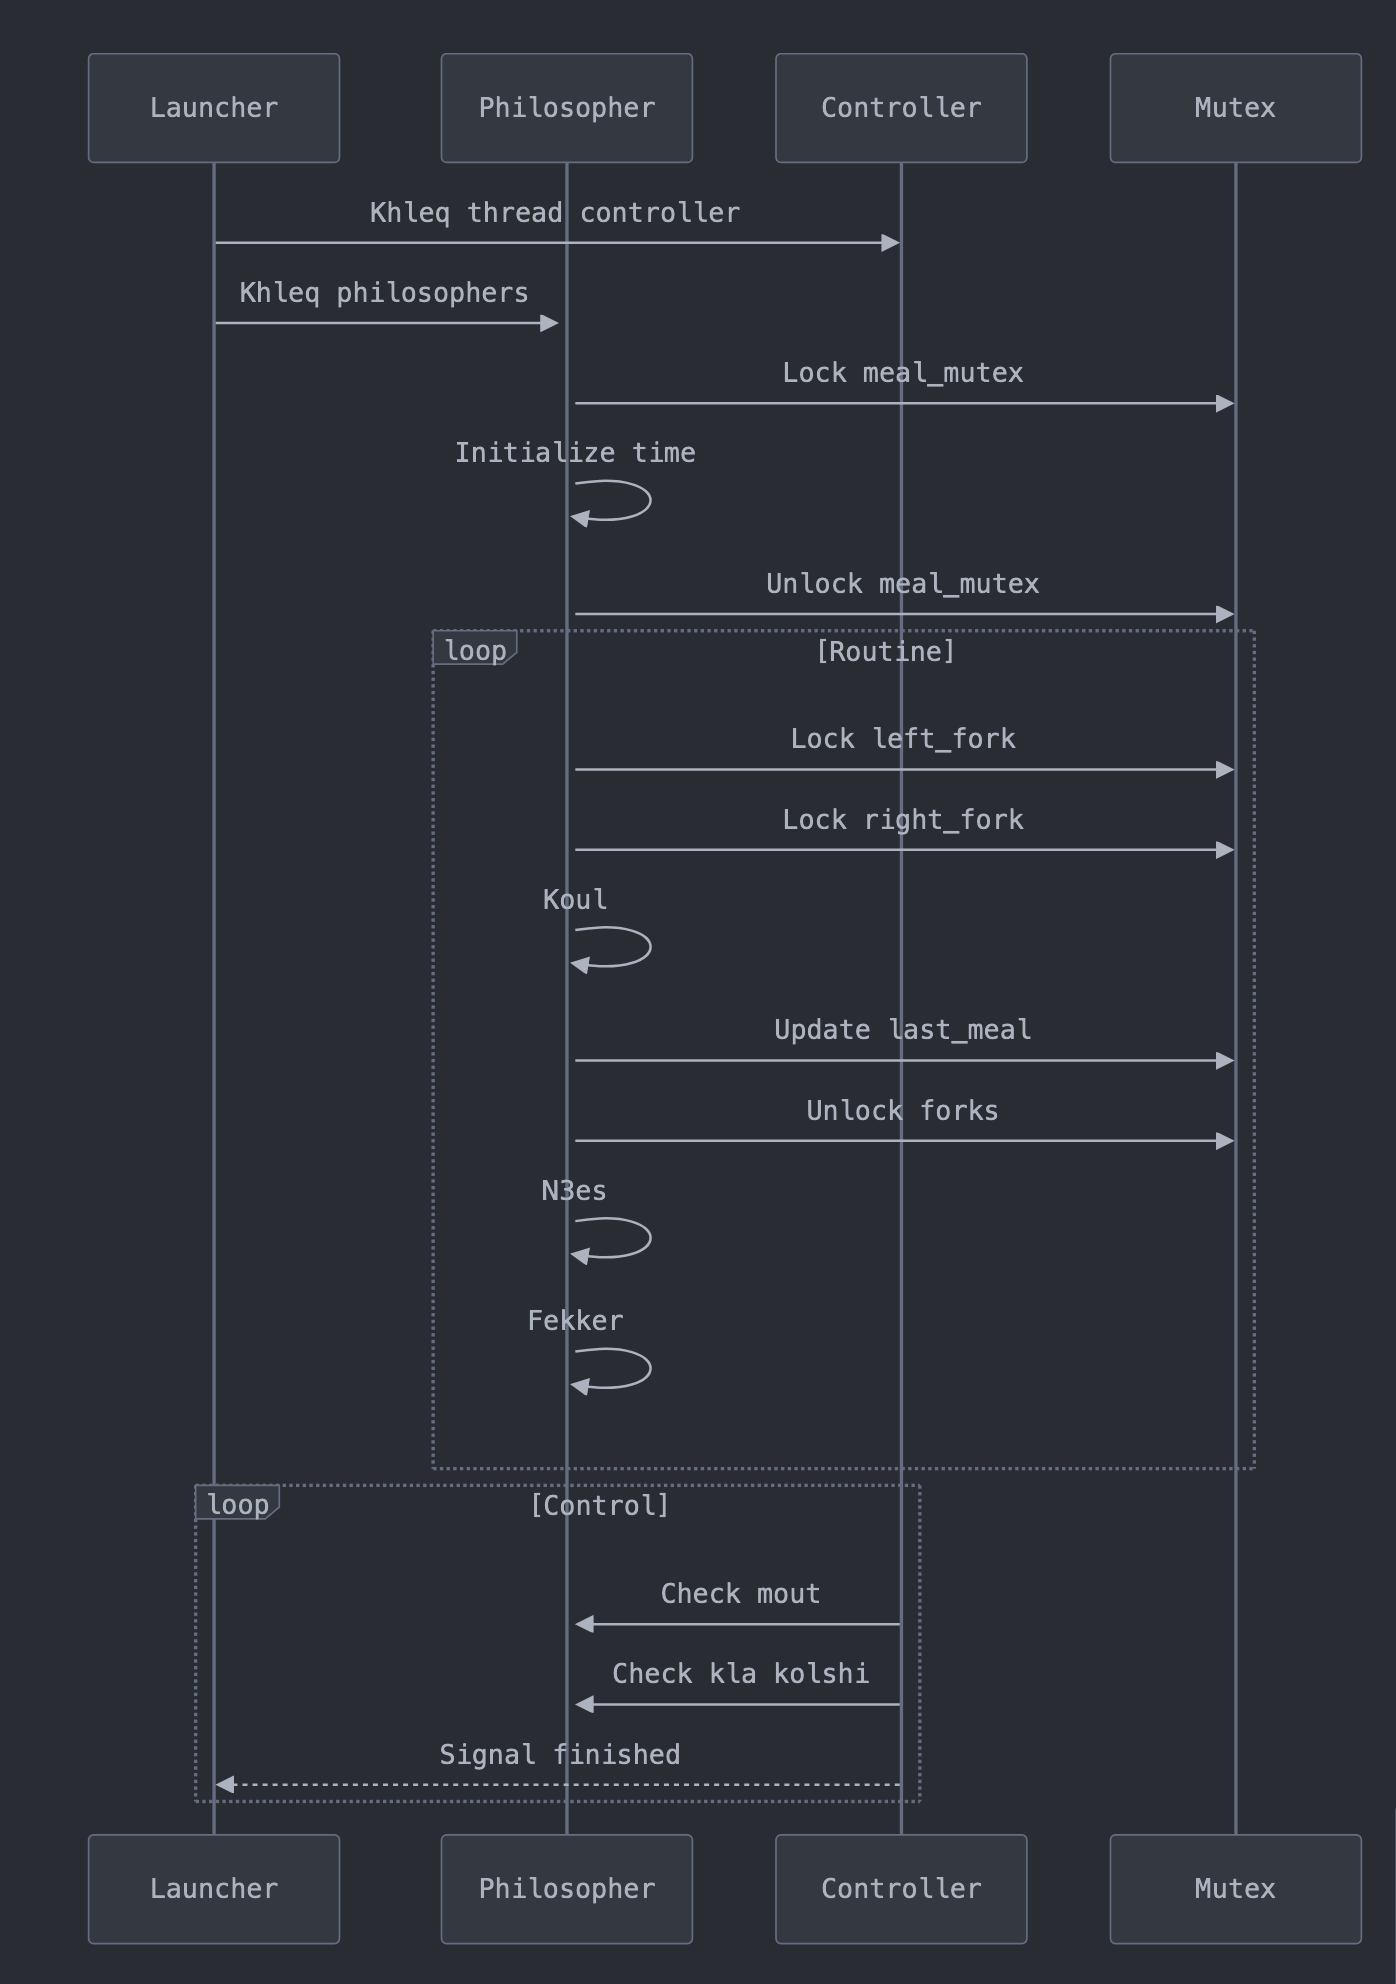 Launcher
Philosopher
Controller
Mutex
Khleq thread controller
Khleq philosophers
Lock meal_mutex
Initialize time
Unlock meal_mutex
loop
[Routine]
Lock left_fork
Lock right_fork
Koul
Update last_meal
Unlock forks
N3es
Fekker
loop
[Control]
Check mout
Check kla kolshi
Signal finished
Launcher
Philosopher
Controller
Mutex